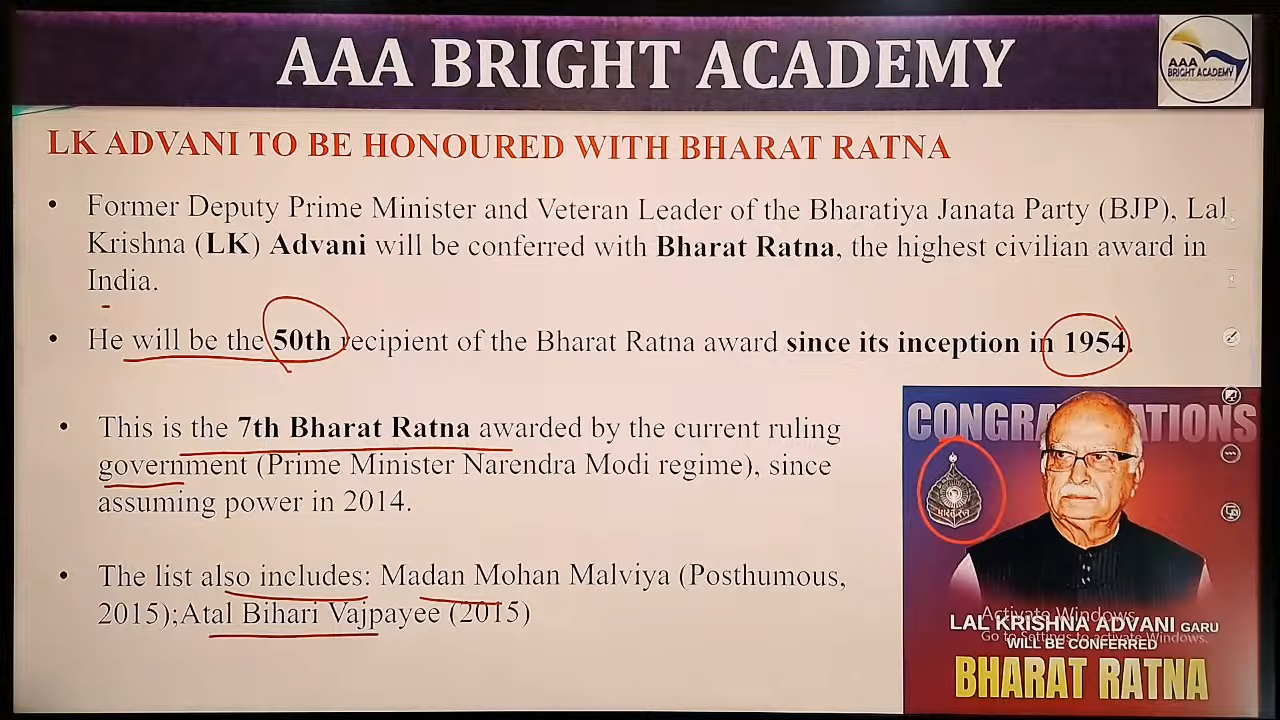 AAA BRIGHT ACADEMY
AAA
BRIGHT ACADEMY
LK ADVANI TO BE HONOURED WITH BHARAT RATNA
• Former Deputy Prime Minister and Veteran Leader of the Bharatiya Janata Party (BJP), Lal
Krishna (LK) Advani will be conferred with Bharat Ratna, the highest civilian award in
India.
• He will be the 50th recipient of the Bharat Ratna award since its inception in 1954.
• This is the 7th Bharat Ratna awarded by the current ruling
government (Prime Minister Narendra Modi regime), since
assuming power in 2014.
• The list also includes: Madan Mohan Malviya (Posthumous,
2015);Atal Bihari Vajpayee (2015)
भारत रत्न
Activate Windows
LAL KRISHNA ADVANI GARU
Go to Settings to activate Windows.
WILL BE CONFERRED
BHARAT RATNA